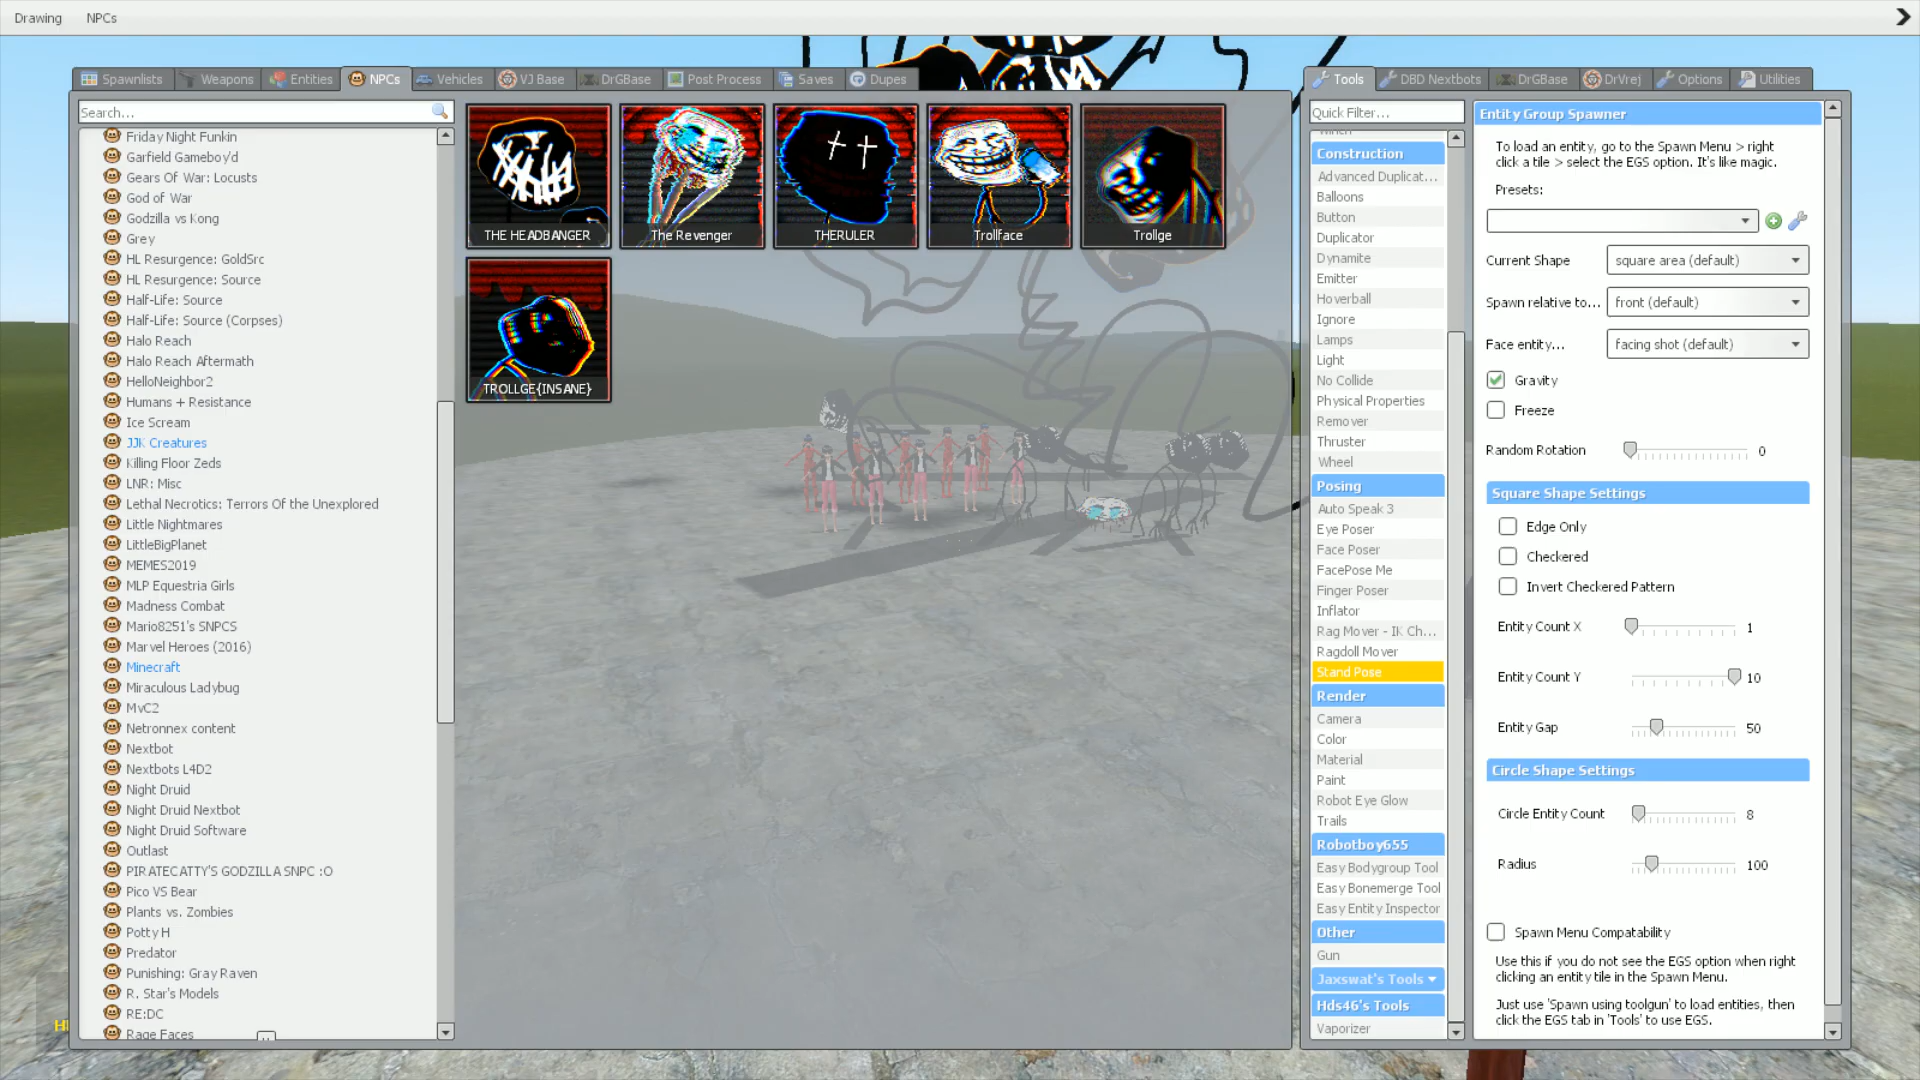 Drawing NPCs
Spawnlists Weapons Entities NPCs Vehicles VJ Base DrGBase Post Process Saves Dupes
Search...
Friday Night Funkin
Garfield Gameboy'd
Gears Of War: Locusts
God of War
Godzilla vs Kong
Grey
HL Resurgence: GoldSrc
HL Resurgence: Source
Half-Life: Source
Half-Life: Source (Corpses)
Halo Reach
Halo Reach Aftermath
HelloNeighbor2
Humans + Resistance
Ice Scream
JJK Creatures
Killing Floor Zeds
LNR: Misc
Lethal Necrotics: Terrors Of the Unexplored
Little Nightmares
LittleBigPlanet
MEMES2019
MLP Equestria Girls
Madness Combat
Mario8251's SNPCS
Marvel Heroes (2016)
Minecraft
Miraculous Ladybug
MvC2
Netronnex content
Nextbot
Nextbots L4D2
Night Druid
Night Druid Nextbot
Night Druid Software
Outlast
PIRATECATTY'S GODZILLA SNPC :O
Pico VS Bear
Plants vs. Zombies
Potty H
Predator
Punishing: Gray Raven
R. Star's Models
RE:DC
Rage Faces
THE HEADBANGER
The Revenger
THERULER
Trollface
Trollge
TROLLGE{INSANE}
Tools DBD Nextbots DrGBase DrVrej Options Utilities
Quick Filter...
Winch
Construction
Advanced Duplicat...
Balloons
Button
Duplicator
Dynamite
Emitter
Hoverball
Ignore
Lamps
Light
No Collide
Physical Properties
Remover
Thruster
Wheel
Posing
Auto Speak 3
Eye Poser
Face Poser
FacePose Me
Finger Poser
Inflator
Rag Mover - IK Ch...
Ragdoll Mover
Stand Pose
Render
Camera
Color
Material
Paint
Robot Eye Glow
Trails
Robotboy655
Easy Bodygroup Tool
Easy Bonemerge Tool
Easy Entity Inspector
Other
Gun
Jaxswat's Tools
Hds46's Tools
Vaporizer
Entity Group Spawner
To load an entity, go to the Spawn Menu > right
click a tile > select the EGS option. It's like magic.
Presets:
Current Shape square area (default)
Spawn relative to... front (default)
Face entity... facing shot (default)
Gravity
Freeze
Random Rotation 0
Square Shape Settings
Edge Only
Checkered
Invert Checkered Pattern
Entity Count X 1
Entity Count Y 10
Entity Gap 50
Circle Shape Settings
Circle Entity Count 8
Radius 100
Spawn Menu Compatability
Use this if you do not see the EGS option when right
clicking an entity tile in the Spawn Menu.
Just use 'Spawn using toolgun' to load entities, then
click the EGS tab in 'Tools' to use EGS.